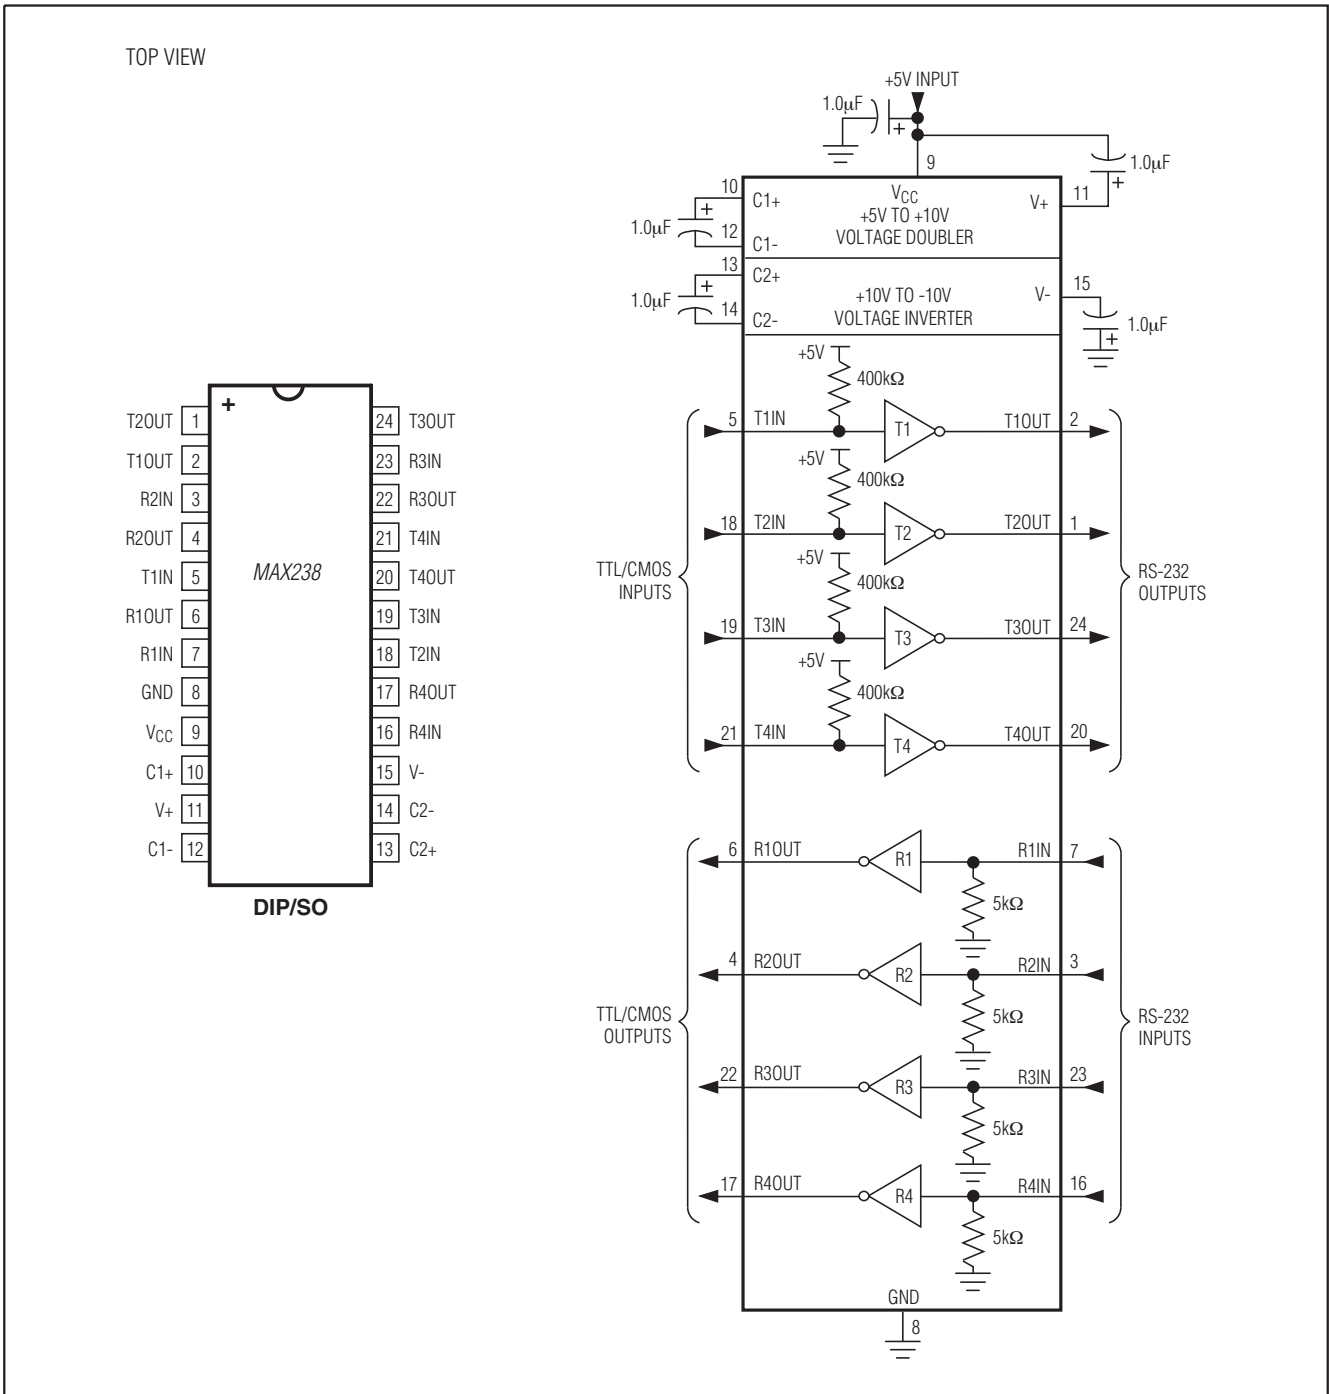 TOP VIEW
+
T2OUT 1
T1OUT 2
R2IN 3
R2OUT 4
T1IN 5
R1OUT 6
R1IN 7
GND 8
VCC 9
C1+ 10
V+ 11
C1- 12
MAX238
24 T3OUT
23 R3IN
22 R3OUT
21 T4IN
20 T4OUT
19 T3IN
18 T2IN
17 R4OUT
16 R4IN
15 V-
14 C2-
13 C2+
DIP/SO
+5V INPUT
1.0µF
+
9
1.0µF
+
10 C1+
1.0µF +
12 C1-
VCC
+5V TO +10V
VOLTAGE DOUBLER
V+ 11
13 C2+
1.0µF +
14 C2-
+10V TO -10V
VOLTAGE INVERTER
V- 15
1.0µF
+
TTL/CMOS
INPUTS
+5V
400kΩ
5 T1IN T1 T1OUT 2
+5V
400kΩ
18 T2IN T2 T2OUT 1
+5V
400kΩ
19 T3IN T3 T3OUT 24
+5V
400kΩ
21 T4IN T4 T4OUT 20
RS-232
OUTPUTS
TTL/CMOS
OUTPUTS
6 R1OUT R1 R1IN 7
5kΩ
4 R2OUT R2 R2IN 3
5kΩ
22 R3OUT R3 R3IN 23
5kΩ
17 R4OUT R4 R4IN 16
5kΩ
RS-232
INPUTS
GND
8